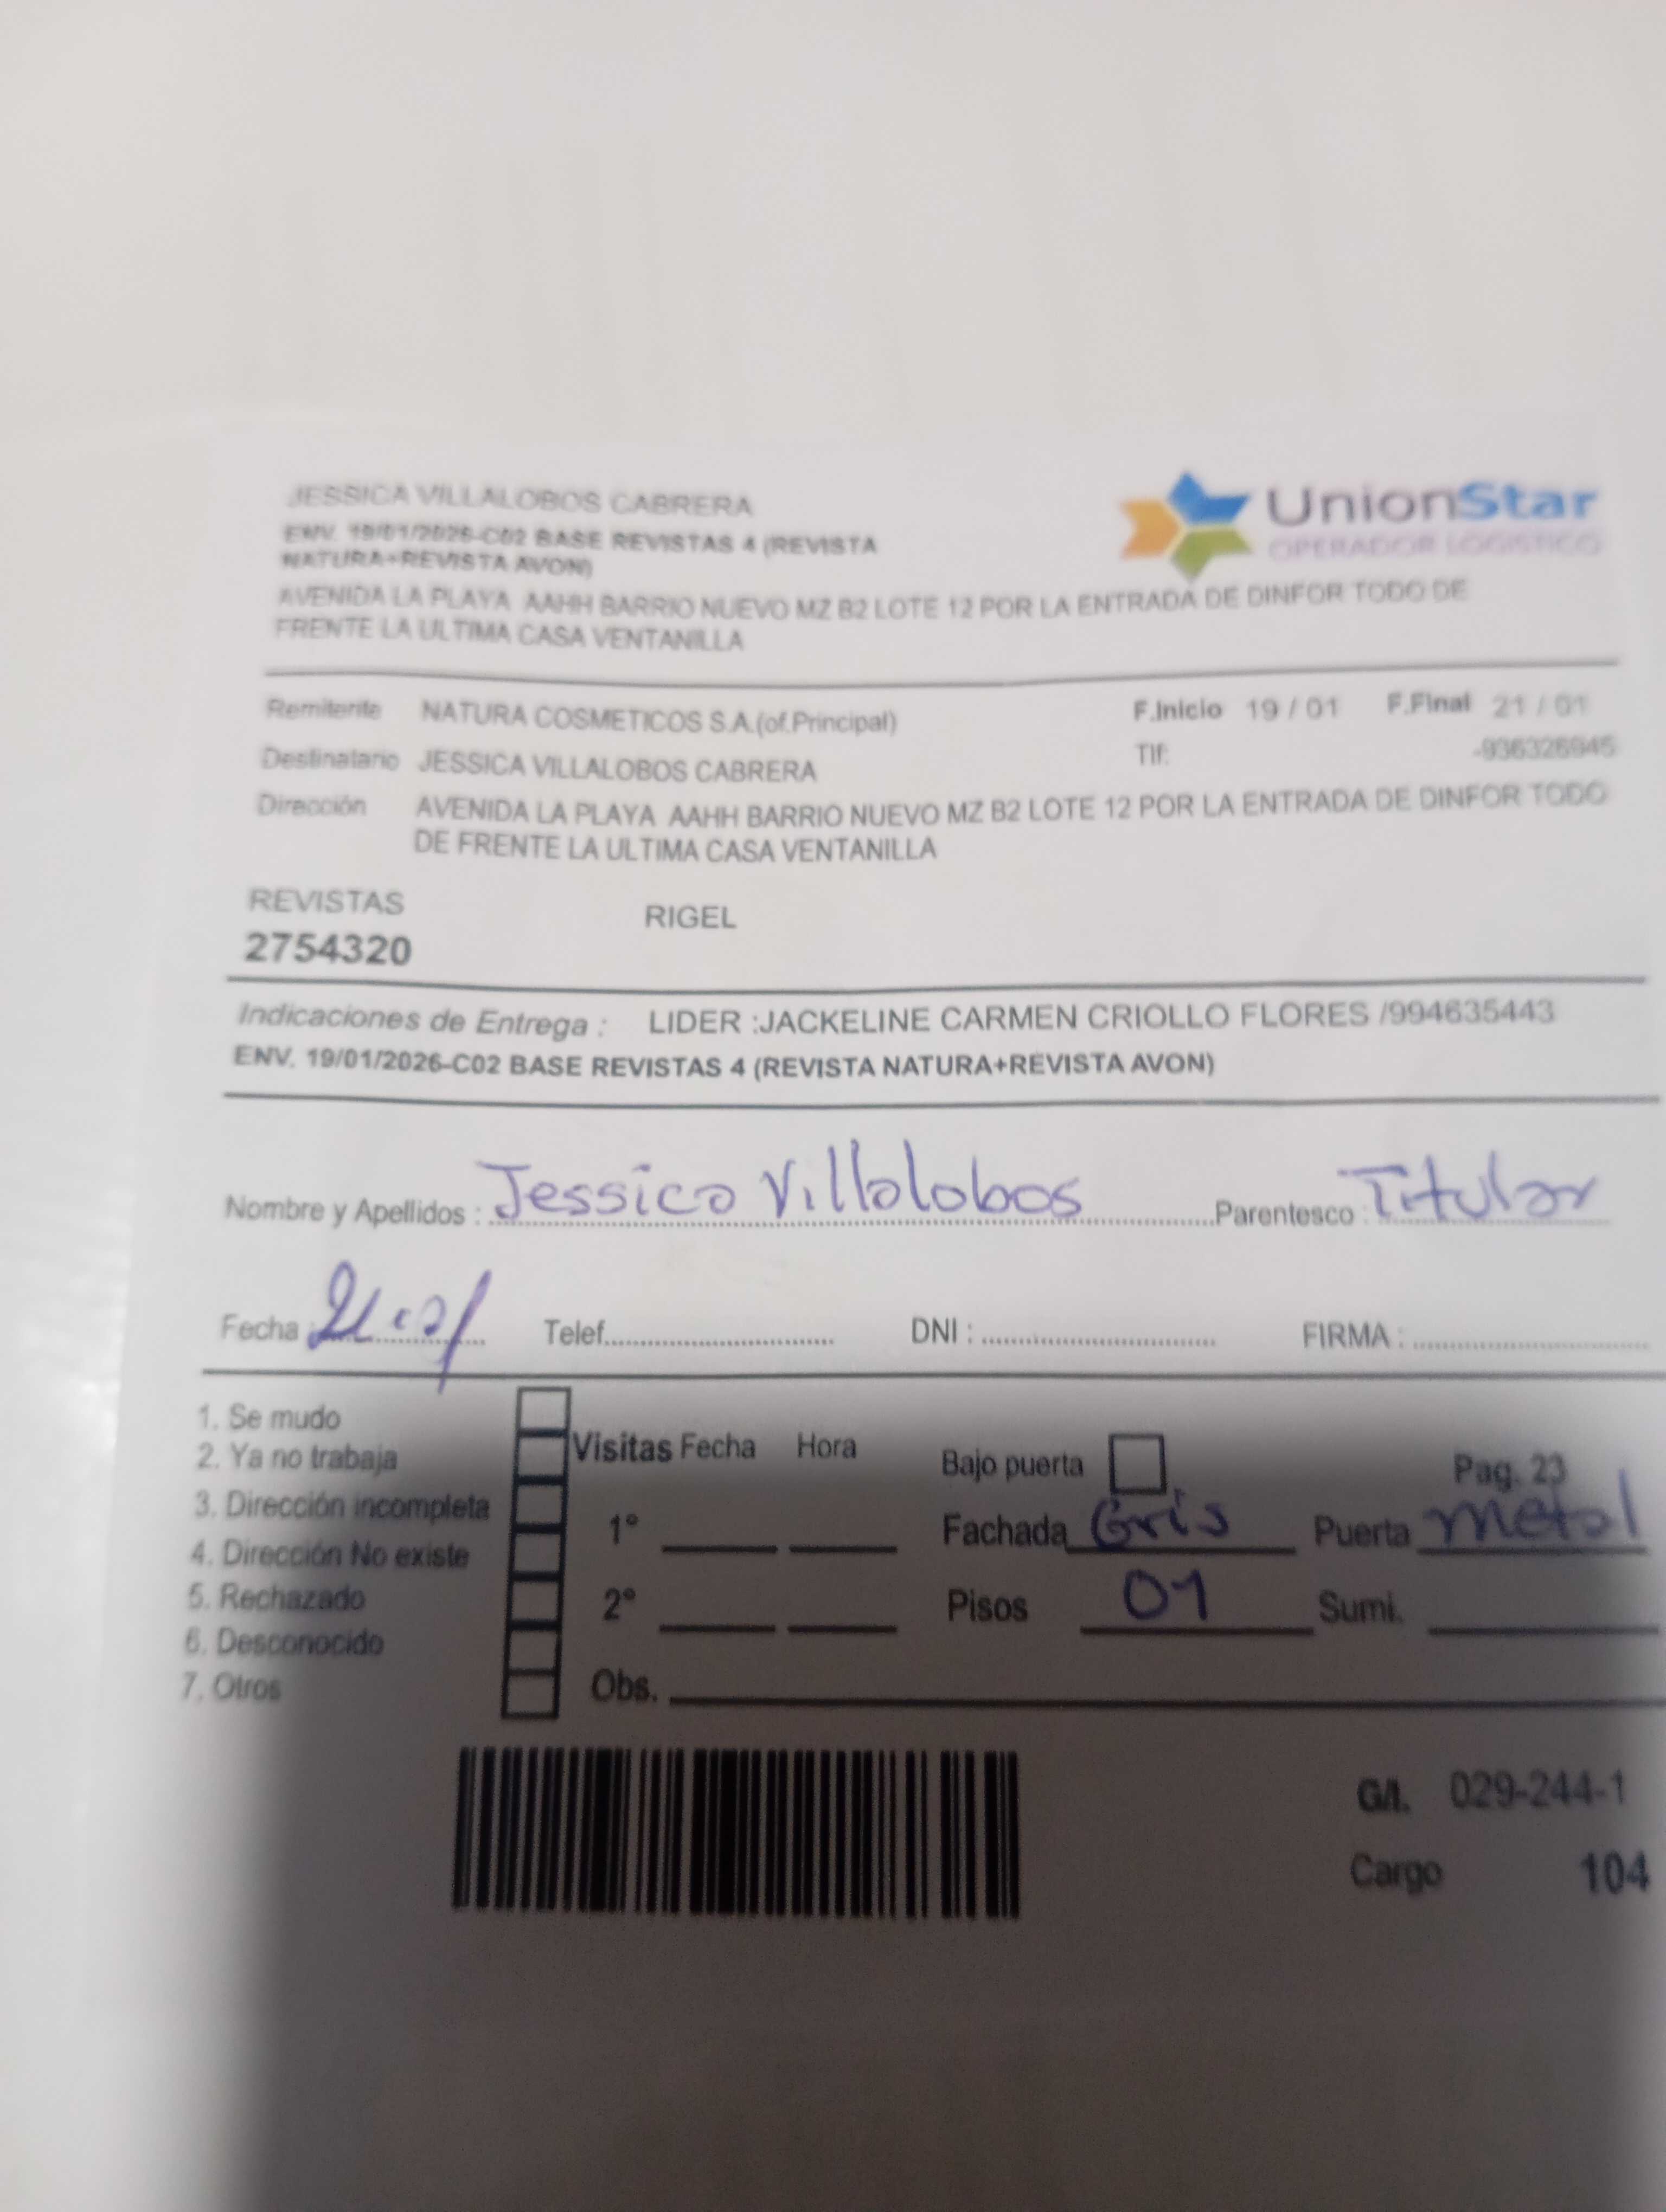 JESSICA VILLALOBOS CABRERA
ENV. 19/01/2026-C02 BASE REVISTAS 4 (REVISTA
NATURA+REVISTA AVON)
UnionStar
OPERADOR LOGISTICO
AVENIDA LA PLAYA AAHH BARRIO NUEVO MZ B2 LOTE 12 POR LA ENTRADA DE DINFOR TODO DE
FRENTE LA ULTIMA CASA VENTANILLA
Remitente NATURA COSMETICOS S.A.(of.Principal) F.Inicio 19 / 01 F.Final 21 / 01
Destinatario JESSICA VILLALOBOS CABRERA Tlf: -936326945
Dirección AVENIDA LA PLAYA AAHH BARRIO NUEVO MZ B2 LOTE 12 POR LA ENTRADA DE DINFOR TODO
DE FRENTE LA ULTIMA CASA VENTANILLA
REVISTAS RIGEL
2754320
Indicaciones de Entrega : LIDER :JACKELINE CARMEN CRIOLLO FLORES /994635443
ENV. 19/01/2026-C02 BASE REVISTAS 4 (REVISTA NATURA+REVISTA AVON)
Nombre y Apellidos : Jessica Villalobos Parentesco : Titular
Fecha : Telef. DNI : FIRMA :
1. Se mudo
2. Ya no trabaja
3. Dirección incompleta
4. Dirección No existe
5. Rechazado
6. Desconocido
7. Otros
Visitas Fecha Hora
1°
2°
Obs.
Bajo puerta Pag. 23
Fachada Gris Puerta metal
Pisos 01 Sumi.
G/I. 029-244-1
Cargo 104